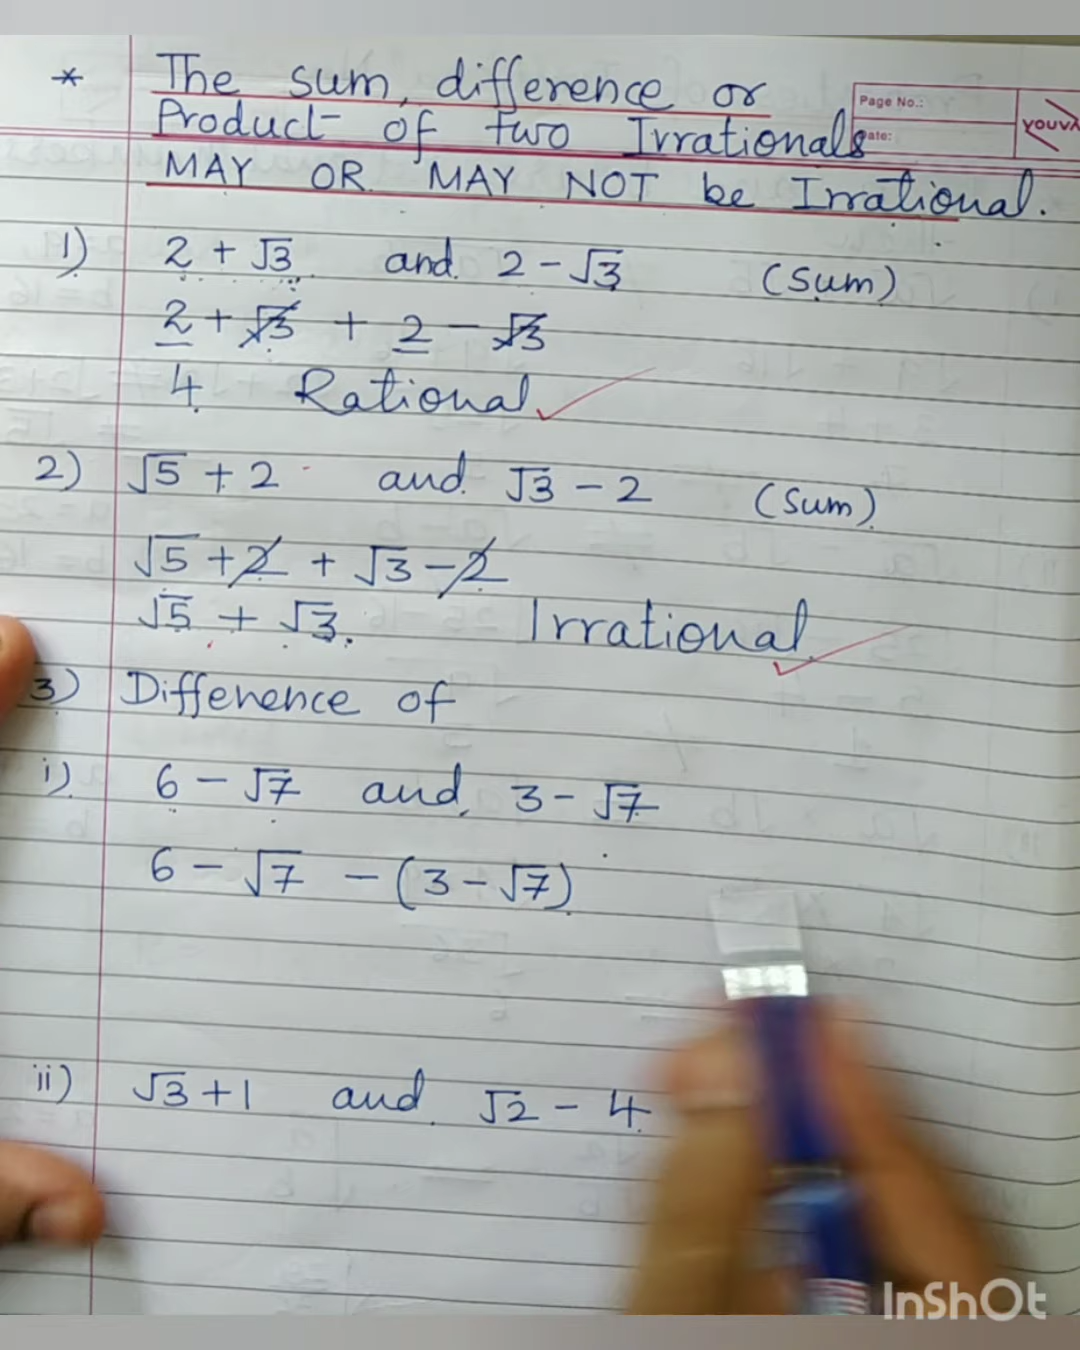 * The sum, difference or
Product of two Irrationals
MAY OR MAY NOT be Irrational.
Page No.:
Date:
YOUVA
1) 2 + √3 and 2 - √3 (Sum)
2 + √3 + 2 - √3
4 Rational ✓
2) √5 + 2 and √3 - 2 (Sum)
√5 + 2 + √3 - 2
√5 + √3. Irrational ✓
3) Difference of
i) 6 - √7 and 3 - √7
6 - √7 - (3 - √7)
ii) √3 + 1 and √2 - 4
InShOt